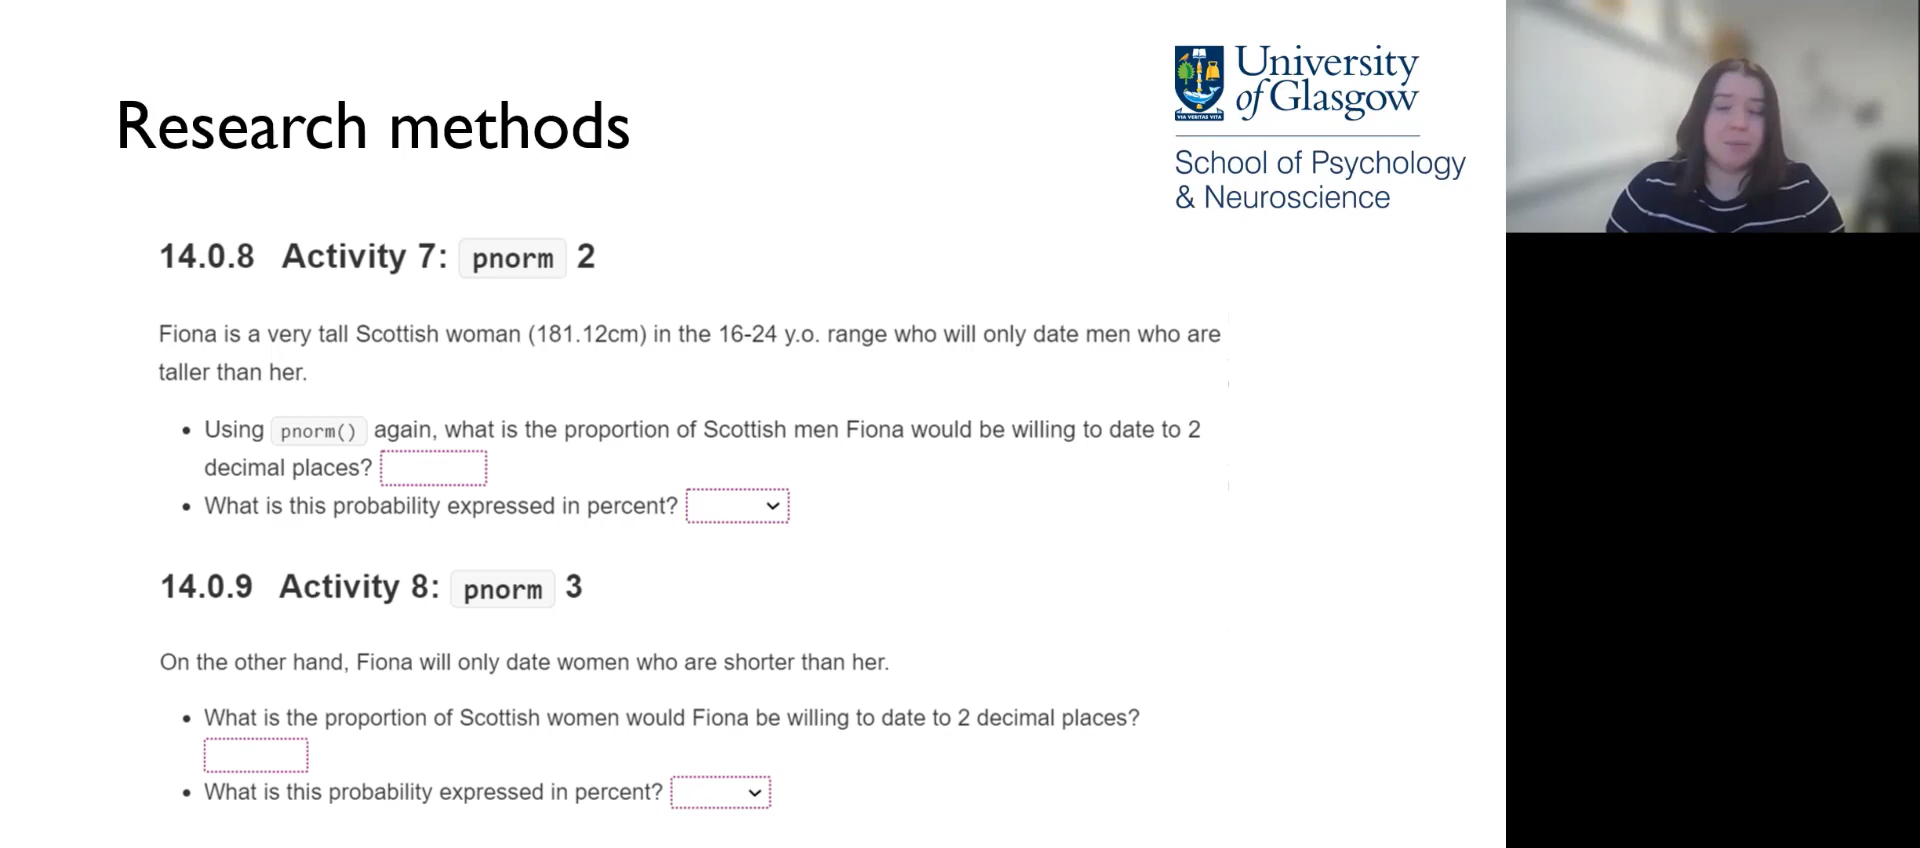 Research methods
University
of Glasgow
VIA VERITAS VITA
School of Psychology
& Neuroscience
14.0.8 Activity 7: pnorm 2
Fiona is a very tall Scottish woman (181.12cm) in the 16-24 y.o. range who will only date men who are
taller than her.
• Using pnorm() again, what is the proportion of Scottish men Fiona would be willing to date to 2
decimal places?
• What is this probability expressed in percent?
14.0.9 Activity 8: pnorm 3
On the other hand, Fiona will only date women who are shorter than her.
• What is the proportion of Scottish women would Fiona be willing to date to 2 decimal places?
• What is this probability expressed in percent?